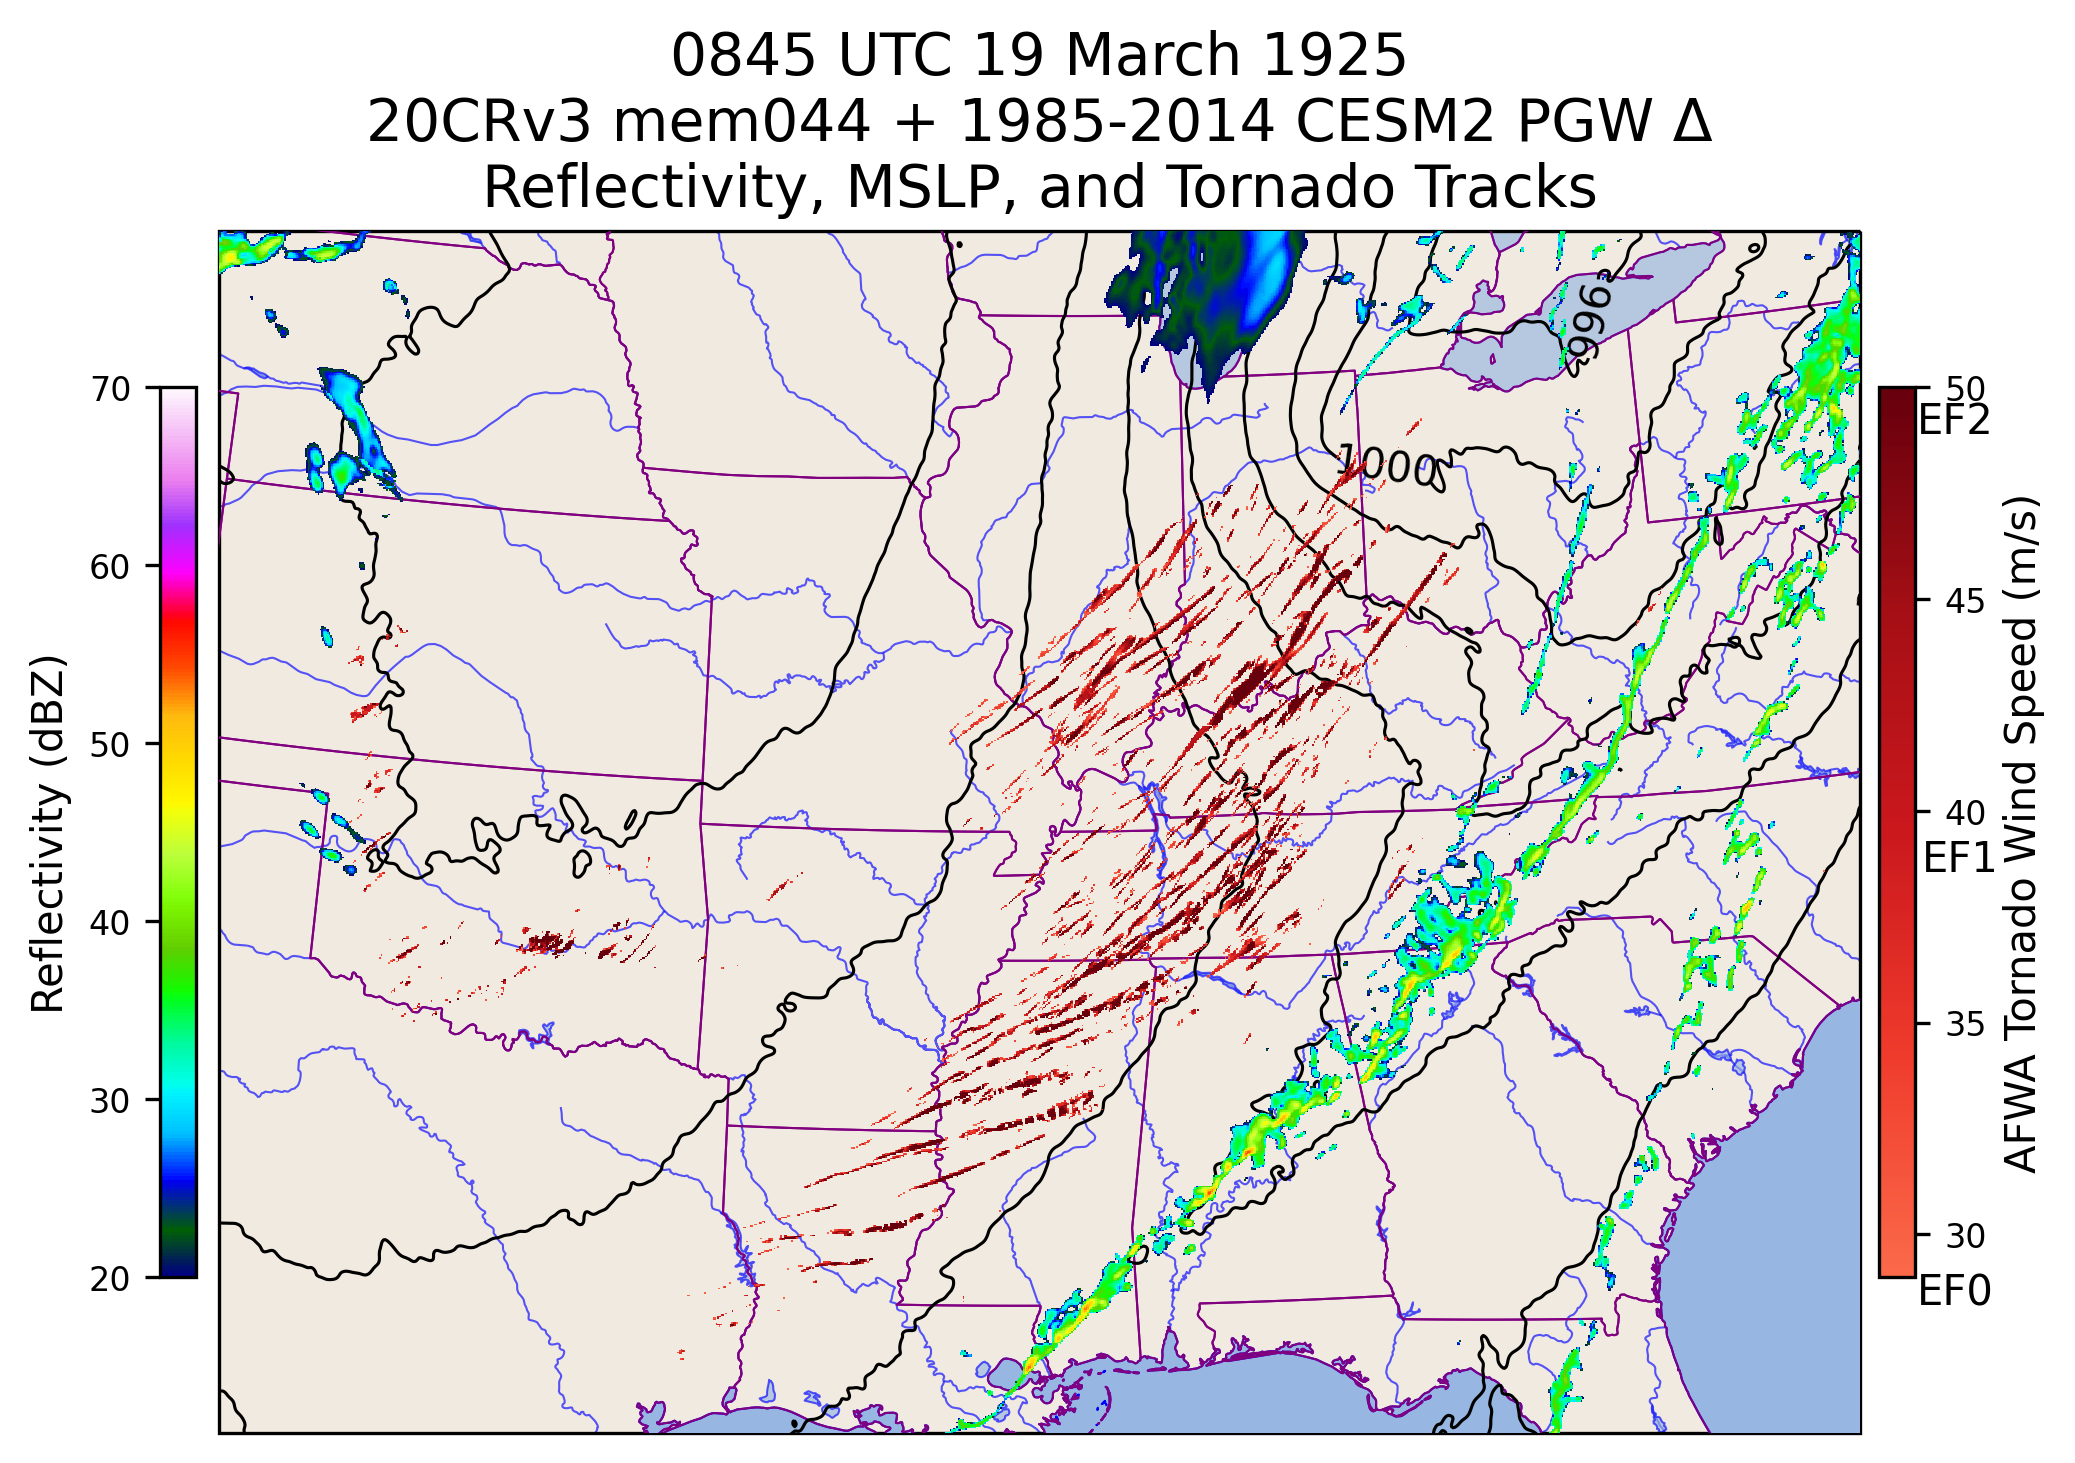 0845 UTC 19 March 1925
20CRv3 mem044 + 1985-2014 CESM2 PGW Δ
Reflectivity, MSLP, and Tornado Tracks
Reflectivity (dBZ)
70
60
50
40
30
20
996
1000
50
EF2
45
40
EF1
35
30
EF0
AFWA Tornado Wind Speed (m/s)